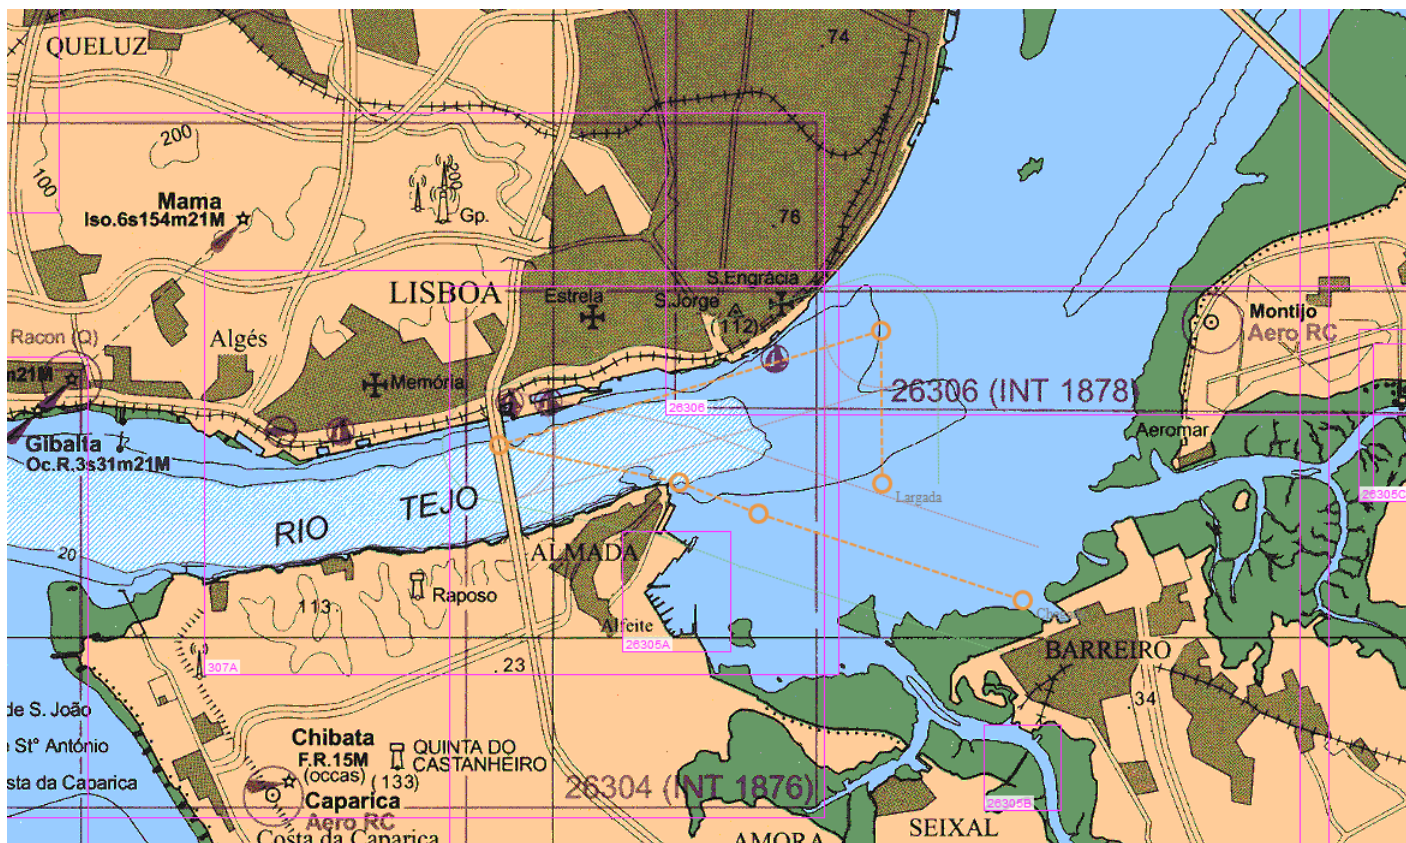 QUELUZ
.74
200
100
200
Mama
Iso.6s154m21M
Gp.
.76
S.Engrácia
LISBOA
Estrela
S.Jorge
(112)
Montijo
Aero RC
Racon (Q)
Algés
21M
Memória
26306 (INT 1878)
26306
Aeromar
Gibalta
Oc.R.3s31m21M
Largada
26305C
RIO
TEJO
20
ALMADA
Raposo
113
Alfeite
26305A
BARREIRO
307A
.23
.34
de S. João
Stº António
sta da Caparica
Chibata
F.R.15M
(occas)
(133)
QUINTA DO
CASTANHEIRO
Caparica
Aero RC
26304 (INT 1876)
26305B
SEIXAL
Costa da Caparica
AMORA